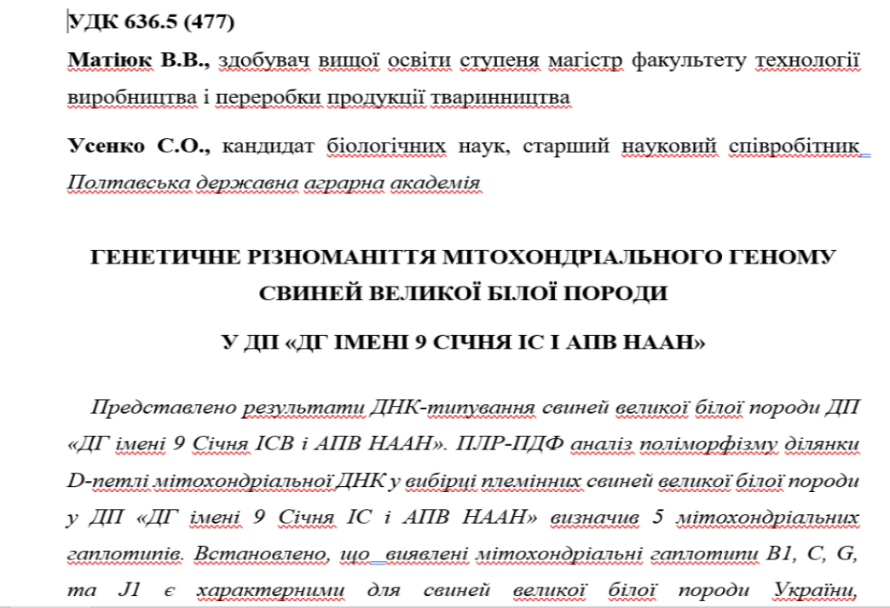 УДК 636.5 (477)
Матіюк В.В., здобувач вищої освіти ступеня магістр факультету технології
виробництва і переробки продукції тваринництва
Усенко С.О., кандидат біологічних наук, старший науковий співробітник
Полтавська державна аграрна академія
ГЕНЕТИЧНЕ РІЗНОМАНІТТЯ МІТОХОНДРІАЛЬНОГО ГЕНОМУ
СВИНЕЙ ВЕЛИКОЇ БІЛОЇ ПОРОДИ
У ДП «ДГ ІМЕНІ 9 СІЧНЯ ІС І АПВ НААН»
Представлено результати ДНК-типування свиней великої білої породи ДП
«ДГ імені 9 Січня ІСВ і АПВ НААН». ПЛР-ПДФ аналіз поліморфізму ділянки
D-петлі мітохондріальної ДНК у вибірці племінних свиней великої білої породи
у ДП «ДГ імені 9 Січня ІС і АПВ НААН» визначив 5 мітохондріальних
гаплотипів. Встановлено, що виявлені мітохондріальні гаплотипи B1, C, G,
та J1 є характерними для свиней великої білої породи України,